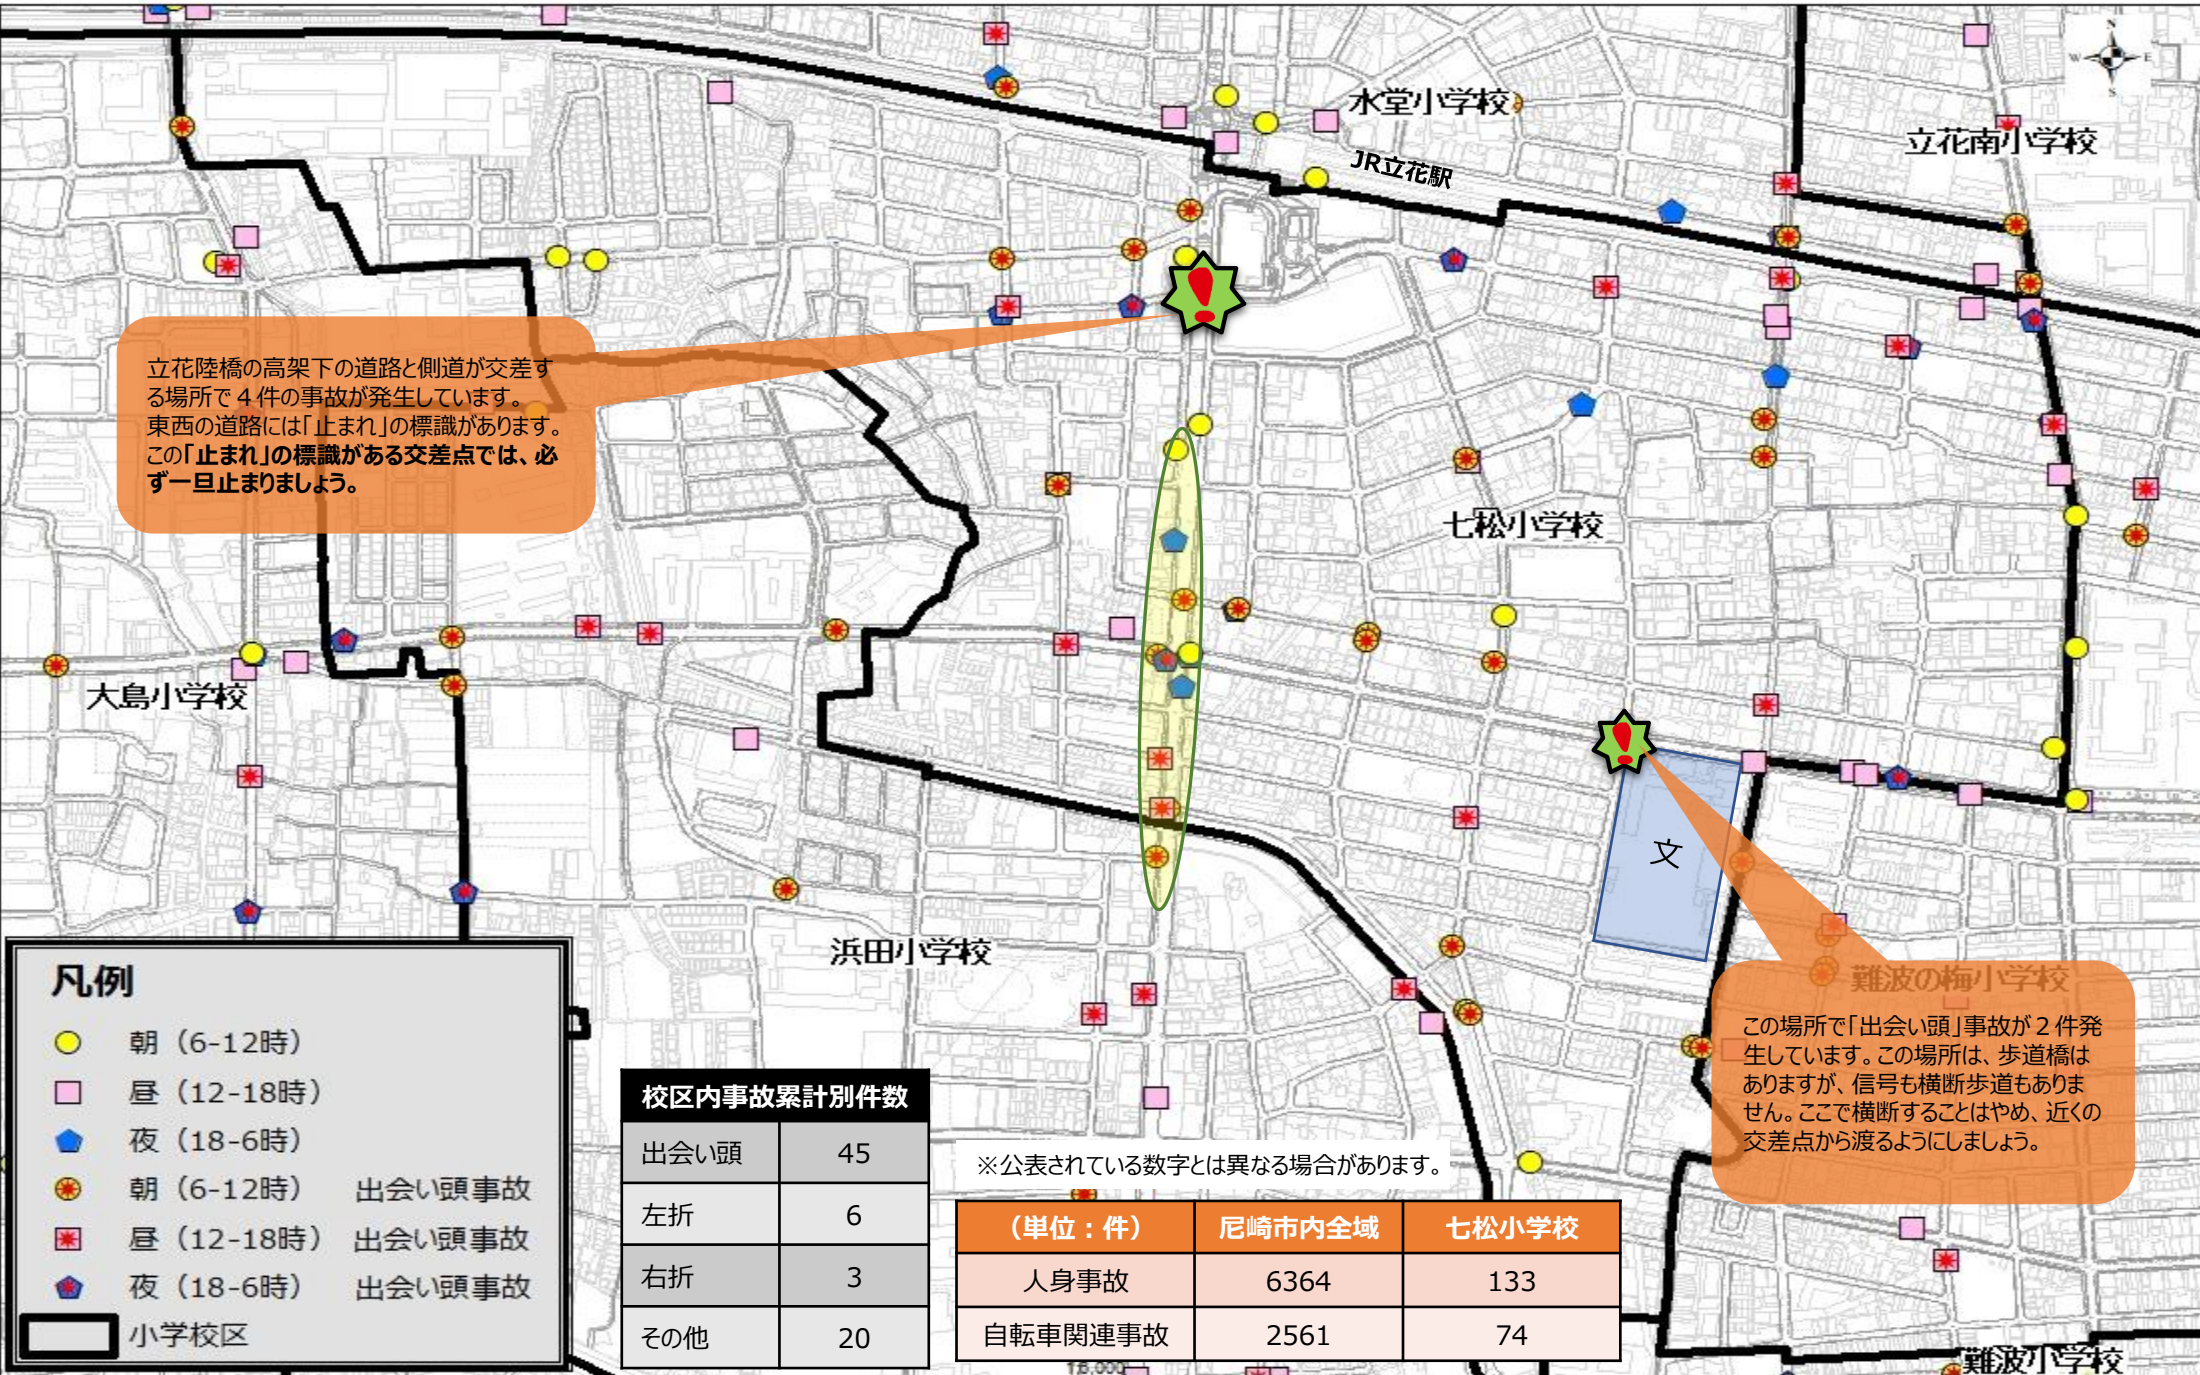 N
W E
S
水堂小学校
立花南小学校
JR立花駅
立花陸橋の高架下の道路と側道が交差す
る場所で４件の事故が発生しています。
東西の道路には「止まれ」の標識があります。
この「止まれ」の標識がある交差点では、必
ず一旦止まりましょう。
七松小学校
大島小学校
文
浜田小学校
難波の梅小学校
この場所で「出会い頭」事故が２件発
生しています。この場所は、歩道橋は
ありますが、信号も横断歩道もありま
せん。ここで横断することはやめ、近くの
交差点から渡るようにしましょう。
凡例
朝（6-12時）
昼（12-18時）
夜（18-6時）
朝（6-12時） 出会い頭事故
昼（12-18時） 出会い頭事故
夜（18-6時） 出会い頭事故
小学校区
校区内事故累計別件数
出会い頭 45
左折 6
右折 3
その他 20
※公表されている数字とは異なる場合があります。
（単位：件） 尼崎市内全域 七松小学校
人身事故 6364 133
自転車関連事故 2561 74
難波小学校